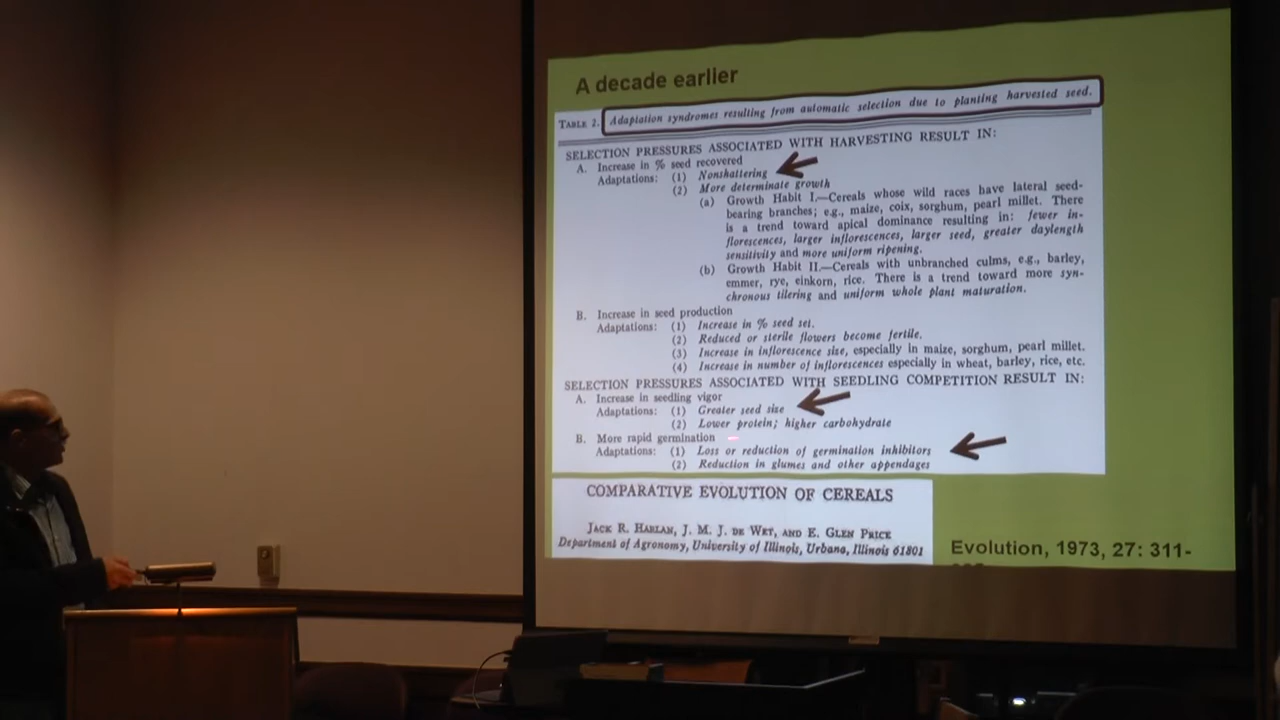 A decade earlier
TABLE 2. Adaptation syndromes resulting from automatic selection due to planting harvested seed.
SELECTION PRESSURES ASSOCIATED WITH HARVESTING RESULT IN:
A. Increase in % seed recovered
Adaptations: (1) Nonshattering
(2) More determinate growth
(a) Growth Habit I.—Cereals whose wild races have lateral seed-
bearing branches; e.g., maize, coix, sorghum, pearl millet. There
is a trend toward apical dominance resulting in: fewer in-
florescences, larger inflorescences, larger seed, greater daylength
sensitivity and more uniform ripening.
(b) Growth Habit II.—Cereals with unbranched culms, e.g., barley,
emmer, rye, einkorn, rice. There is a trend toward more syn-
chronous tilering and uniform whole plant maturation.
B. Increase in seed production
Adaptations: (1) Increase in % seed set.
(2) Reduced or sterile flowers become fertile.
(3) Increase in inflorescence size, especially in maize, sorghum, pearl millet.
(4) Increase in number of inflorescences especially in wheat, barley, rice, etc.
SELECTION PRESSURES ASSOCIATED WITH SEEDLING COMPETITION RESULT IN:
A. Increase in seedling vigor
Adaptations: (1) Greater seed size
(2) Lower protein; higher carbohydrate
B. More rapid germination
Adaptations: (1) Loss or reduction of germination inhibitors
(2) Reduction in glumes and other appendages
COMPARATIVE EVOLUTION OF CEREALS
JACK R. HARLAN, J. M. J. DE WET, AND E. GLEN PRICE
Department of Agronomy, University of Illinois, Urbana, Illinois 61801
Evolution, 1973, 27: 311-